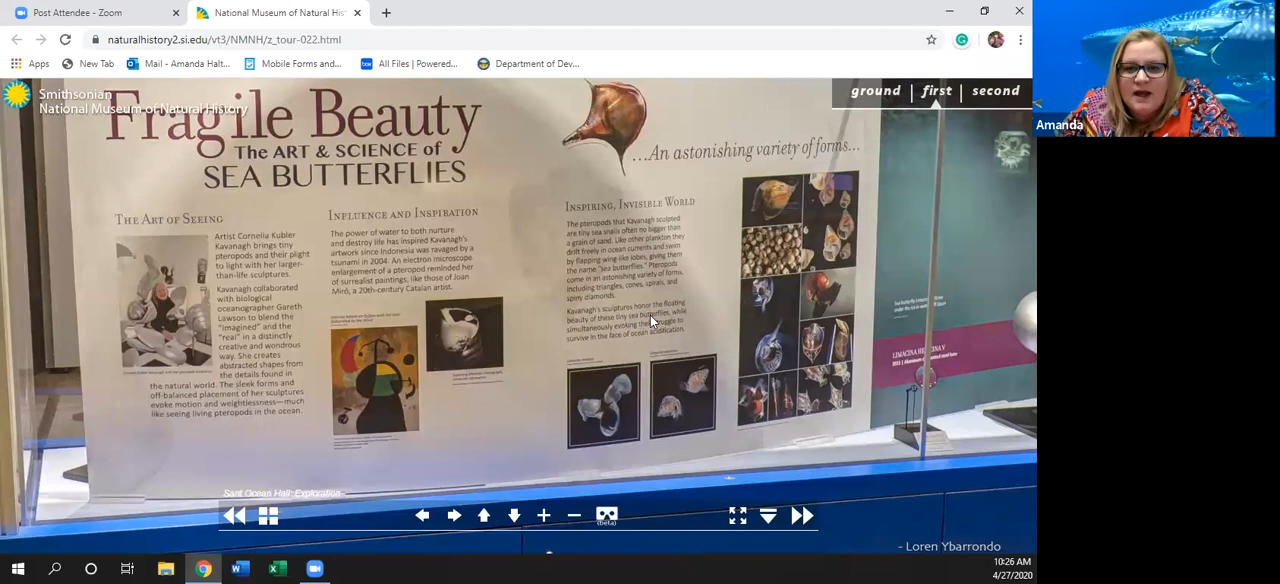 Post Attendee - Zoom
National Museum of Natural His
naturalhistory2.si.edu/vt3/NMNH/z_tour-022.html
Apps
New Tab
Mail - Amanda Halt...
Mobile Forms and...
All Files | Powered...
Department of Dev...
Smithsonian
National Museum of Natural History
ground | first | second
Amanda
Fragile Beauty
The ART & SCIENCE of
SEA BUTTERFLIES
...An astonishing variety of forms...
THE ART OF SEEING
Artist Cornelia Kubler
Kavanagh brings tiny
pteropods and their plight
to light with her larger-
than-life sculptures.
Kavanagh collaborated
with biological
oceanographer Gareth
Lawson to blend the
"imagined" and the
"real" in a distinctly
creative and wondrous
way. She creates
abstracted shapes from
the details found in
the natural world. The sleek forms and
off-balanced placement of her sculptures
evoke motion and weightlessness—much
like seeing living pteropods in the ocean.
INFLUENCE AND INSPIRATION
The power of water to both nurture
and destroy life has inspired Kavanagh's
artwork since Indonesia was ravaged by a
tsunami in 2004. An electron microscope
enlargement of a pteropod reminded her
of surrealist paintings, like those of Joan
Miró, a 20th-century Catalan artist.
INSPIRING, INVISIBLE WORLD
The pteropods that Kavanagh sculpted
are tiny sea snails often no bigger than
a grain of sand. Like other plankton they
drift freely in ocean currents and swim
by flapping wing-like lobes, giving them
the name "sea butterflies." Pteropods
come in an astonishing variety of forms,
including triangles, cones, spirals, and
spiny diamonds.
Kavanagh's sculptures honor the floating
beauty of these tiny sea butterflies, while
simultaneously evoking their struggle to
survive in the face of ocean acidification.
LIMACINA HELICINA V
Sant Ocean Hall: Exploration
(beta)
- Loren Ybarrondo
10:26 AM
4/27/2020